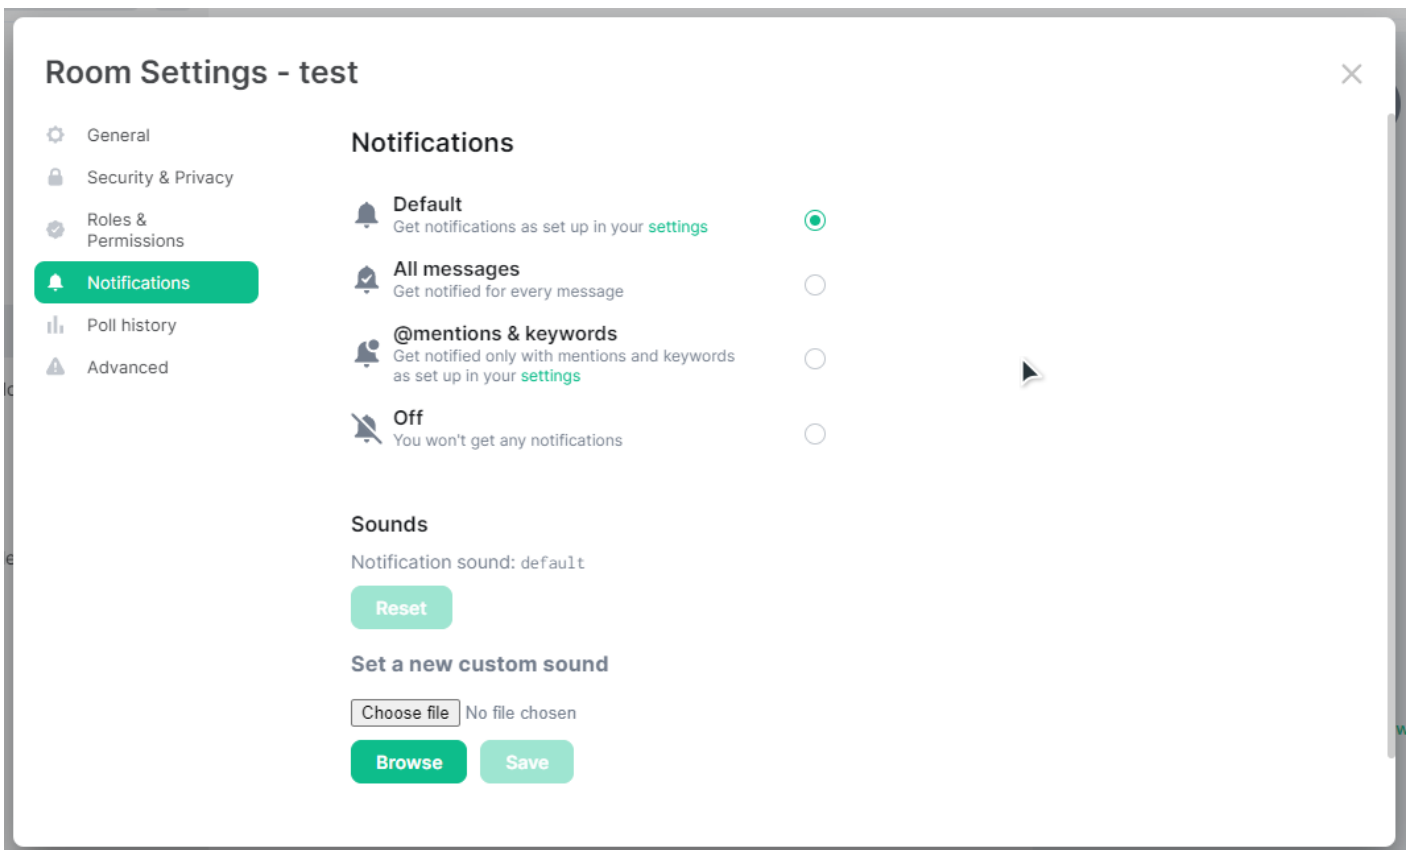 Room Settings - test
General
Security & Privacy
Roles &
Permissions
Notifications
Poll history
Advanced
Notifications
Default
Get notifications as set up in your settings
All messages
Get notified for every message
@mentions & keywords
Get notified only with mentions and keywords
as set up in your settings
Off
You won't get any notifications
Sounds
Notification sound: default
Reset
Set a new custom sound
Choose file No file chosen
Browse Save